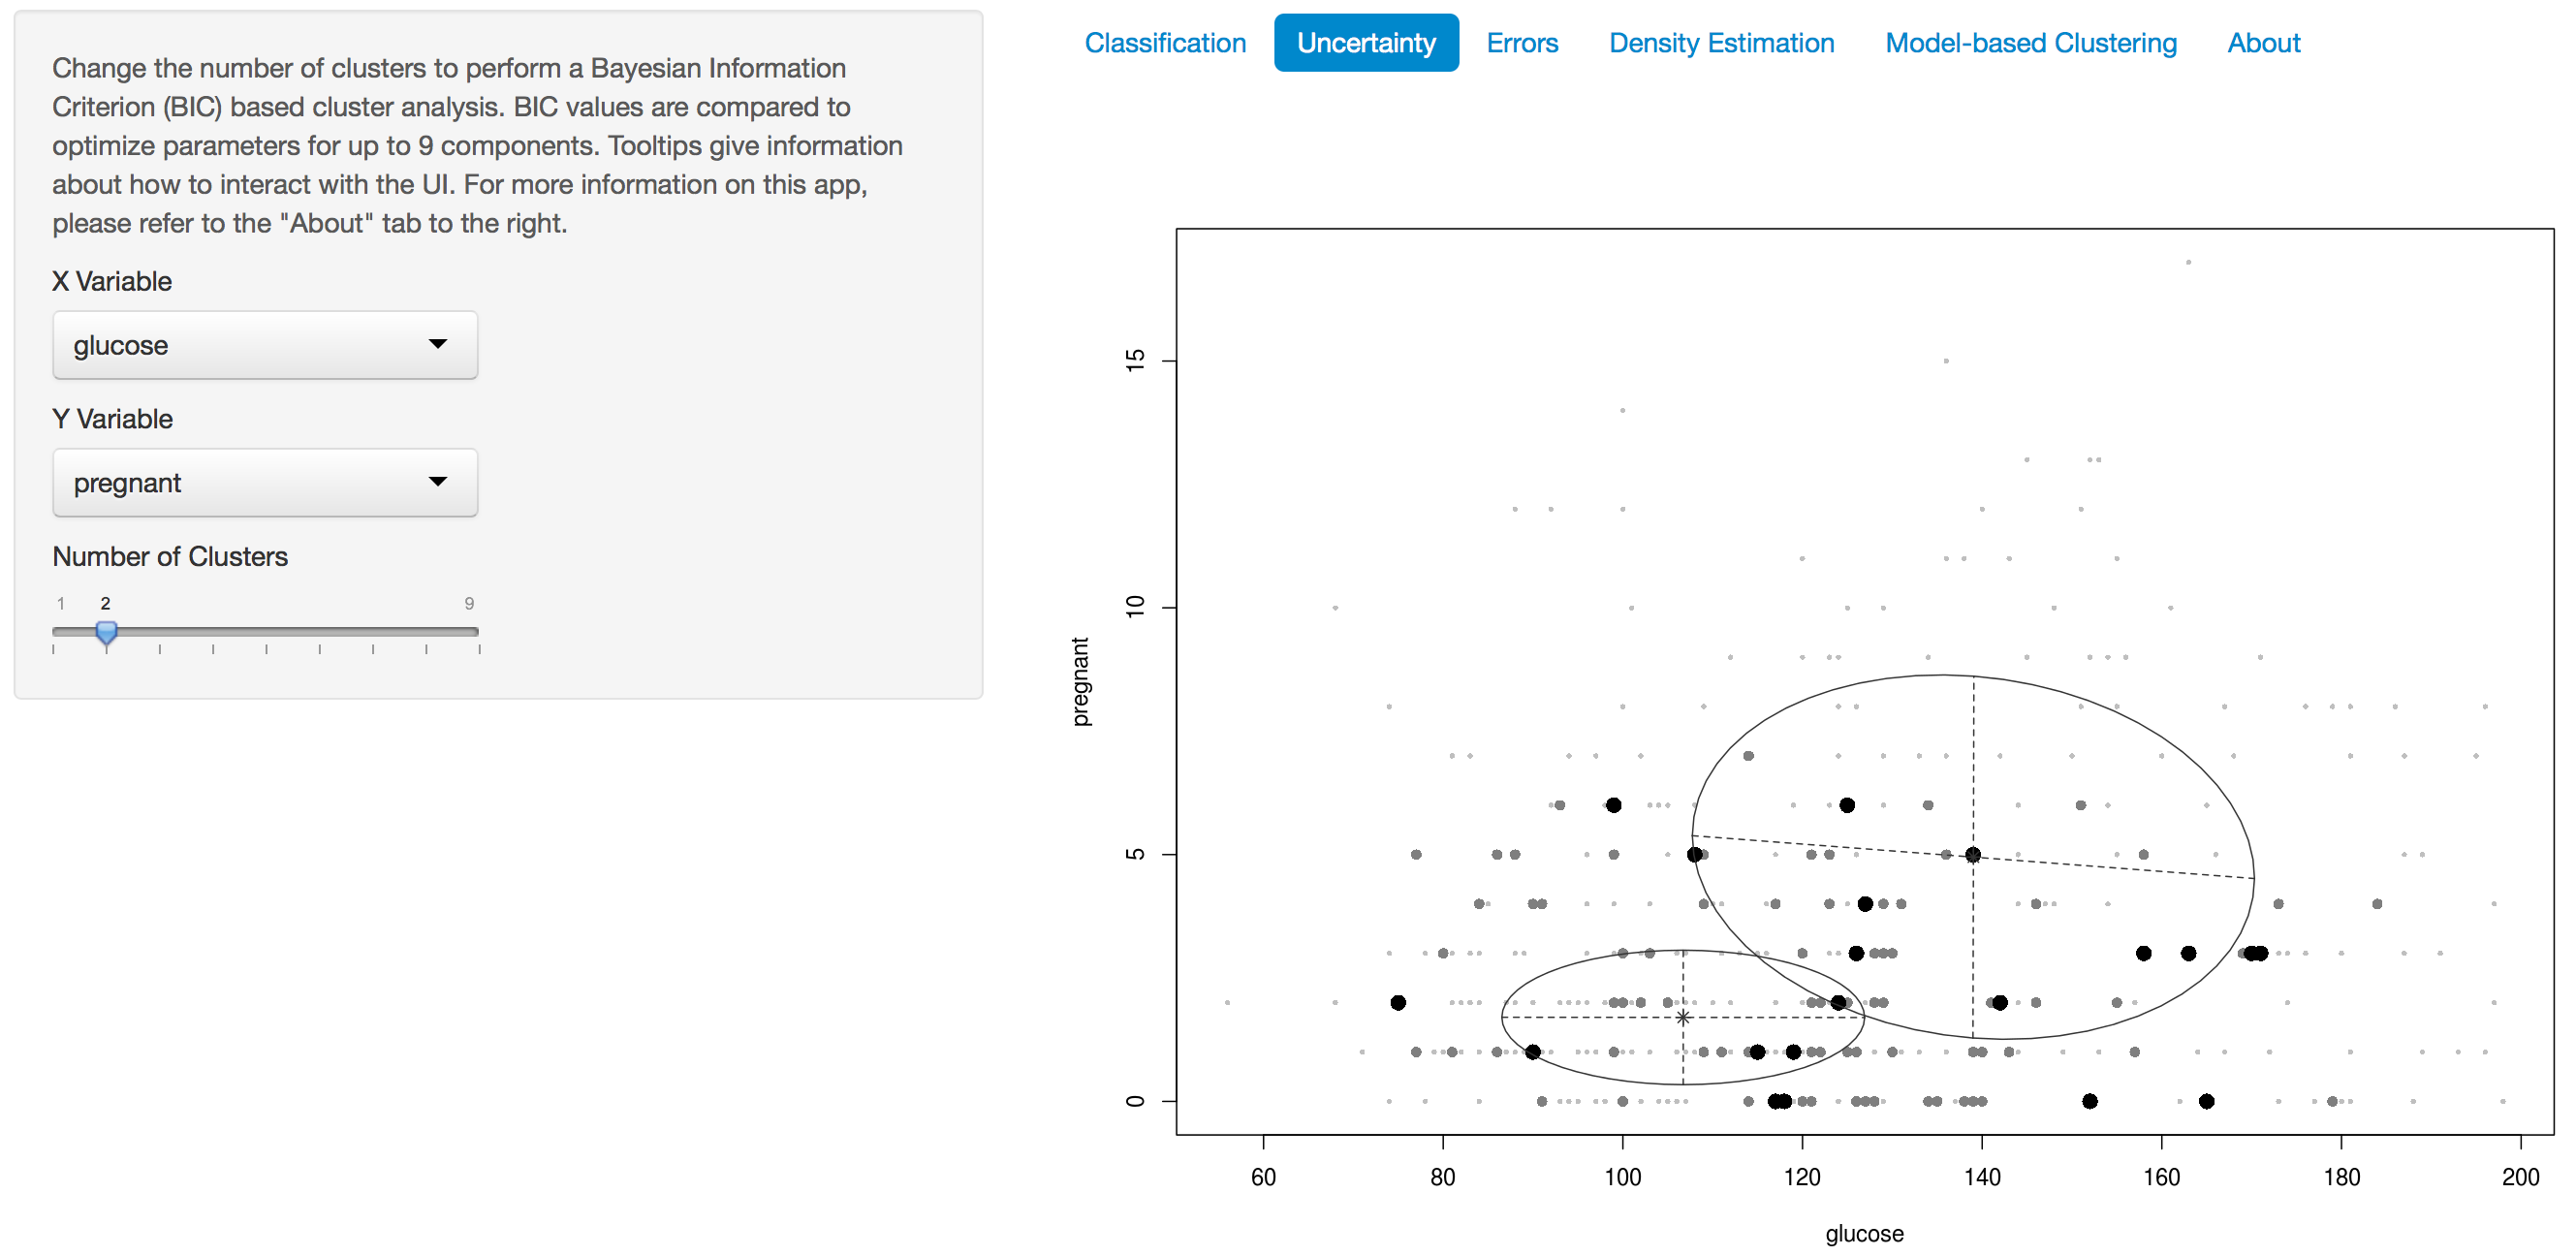 Change the number of clusters to perform a Bayesian Information
Criterion (BIC) based cluster analysis. BIC values are compared to
optimize parameters for up to 9 components. Tooltips give information
about how to interact with the UI. For more information on this app,
please refer to the "About" tab to the right.
X Variable
glucose
Y Variable
pregnant
Number of Clusters
1 2 9
Classification Uncertainty Errors Density Estimation Model-based Clustering About
15
10
5
0
pregnant
60 80 100 120 140 160 180 200
glucose